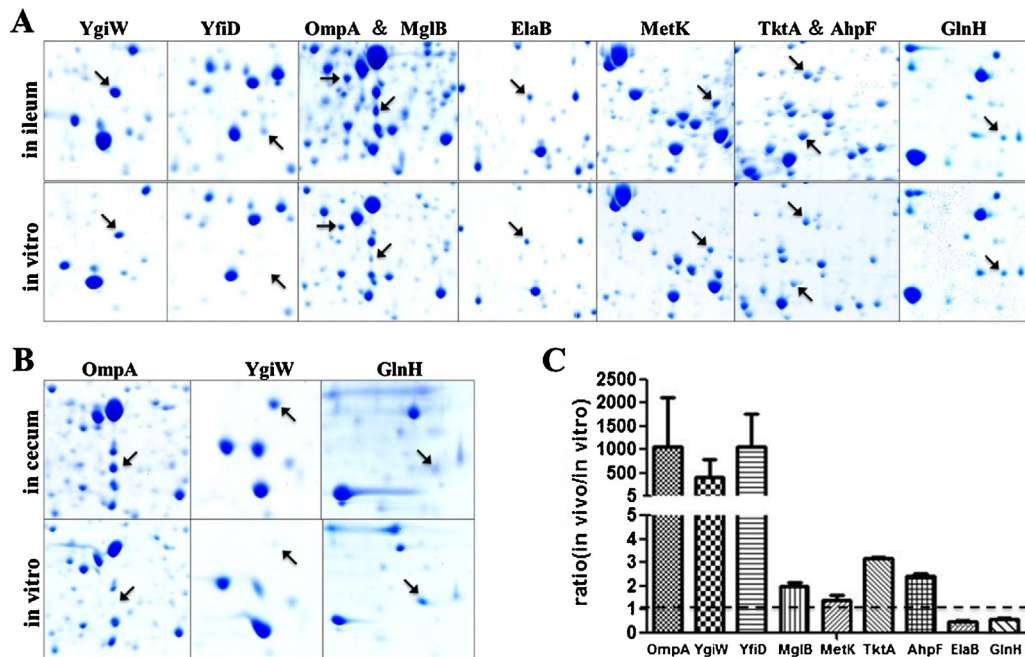 A
YgiW YfiD OmpA & MglB ElaB MetK TktA & AhpF GlnH
in ileum
in vitro
B
OmpA YgiW GlnH
in cecum
in vitro
C
ratio(in vivo/in vitro)
2500
2000
1500
1000
500
5
5
4
3
2
1
0
OmpA YgiW YfiD MglB MetK TktA AhpF ElaB GlnH